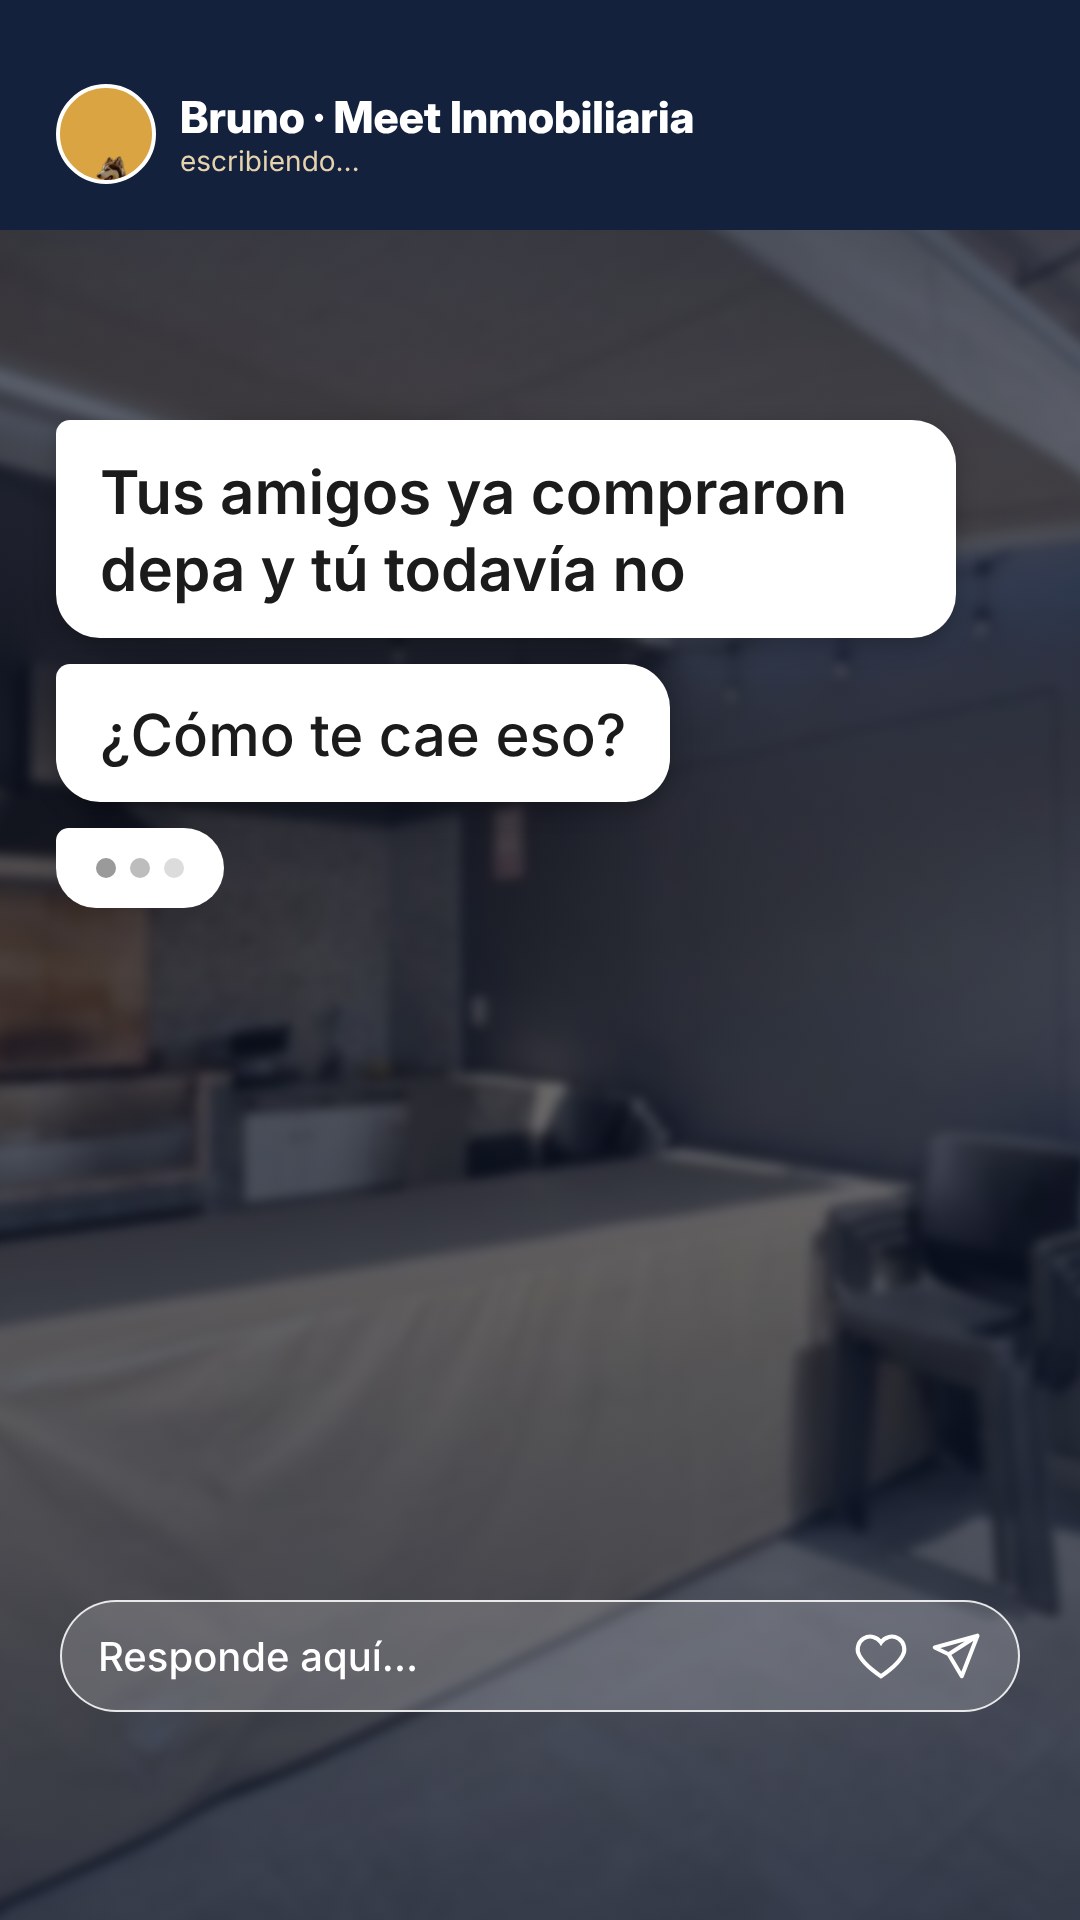 Bruno · Meet Inmobiliaria
escribiendo...
Tus amigos ya compraron
depa y tú todavía no
¿Cómo te cae eso?
Responde aquí...